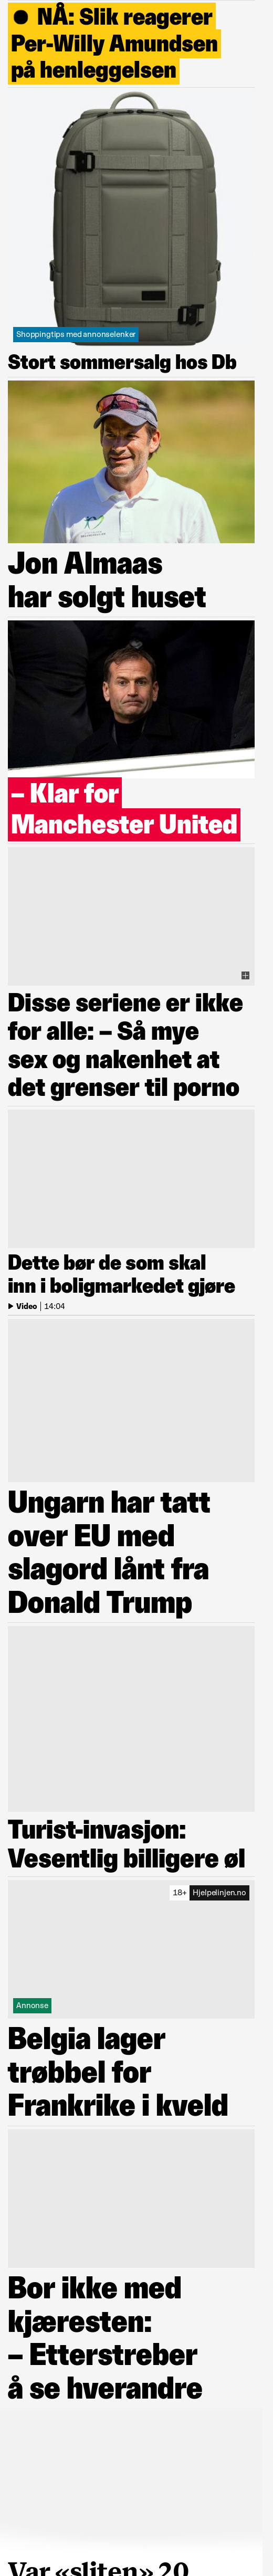 NÅ: Slik reagerer
Per-Willy Amundsen
på henleggelsen
Shoppingtips med annonselenker
Stort sommersalg hos Db
Jon Almaas
har solgt huset
– Klar for
Manchester United
Disse seriene er ikke
for alle: – Så mye
sex og nakenhet at
det grenser til porno
Dette bør de som skal
inn i boligmarkedet gjøre
Video | 14:04
Ungarn har tatt
over EU med
slagord lånt fra
Donald Trump
Turist-invasjon:
Vesentlig billigere øl
18+ Hjelpelinjen.no
Annonse
Belgia lager
trøbbel for
Frankrike i kveld
Bor ikke med
kjæresten:
– Etterstreber
å se hverandre
Var «sliten» 20